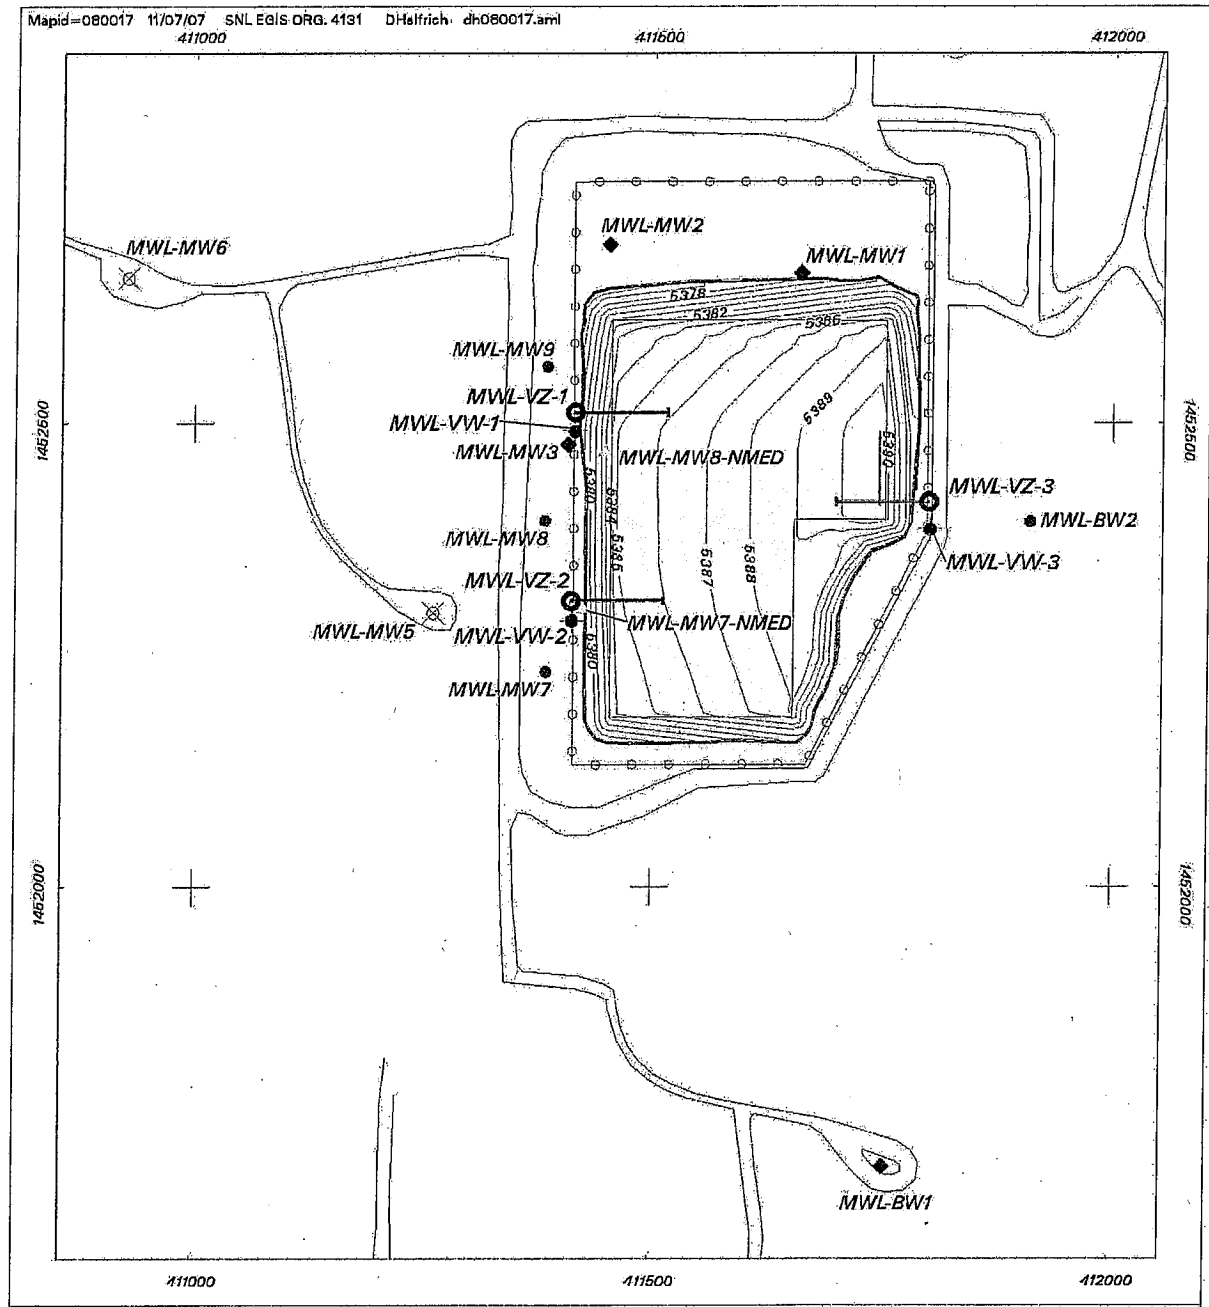 Mapid=080017 11/07/07 SNL EGIS ORG. 4131 DHelfrich dh080017.aml
411000 411500 412000
MWL-MW2
MWL-MW6
MWL-MW1
5378
5382
5386
MWL-MW9
MWL-VZ-1
5389
1452500
1452500
MWL-VW-1
MWL-MW3
MWL-MW8-NMED
5390
5380
5384
MWL-VZ-3
MWL-BW2
MWL-MW8
5385
5387
5388
MWL-VW-3
MWL-VZ-2
MWL-MW7-NMED
MWL-MW5
MWL-VW-2
5380
MWL-MW7
1452000
1452000
MWL-BW1
411000 411500 412000